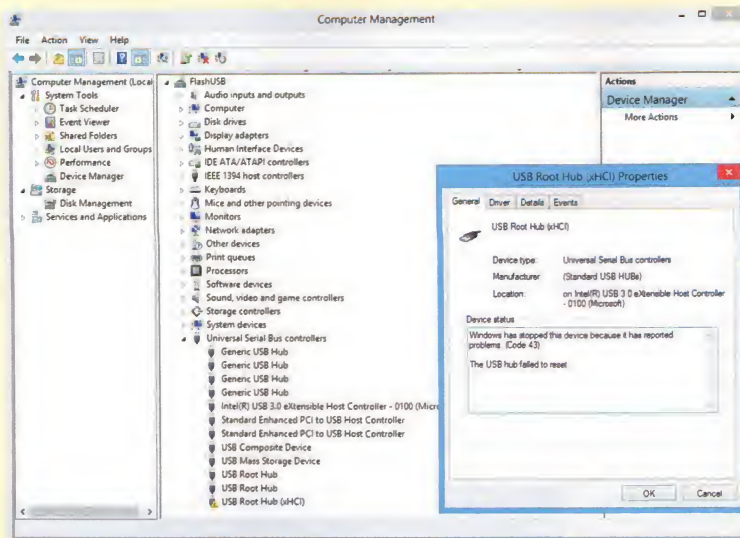 Computer Management
File Action View Help
Computer Management (Local
System Tools
Task Scheduler
Event Viewer
Shared Folders
Local Users and Groups
Performance
Device Manager
Storage
Disk Management
Services and Applications
FlashUSB
Audio inputs and outputs
Computer
Disk drives
Display adapters
Human Interface Devices
IDE ATA/ATAPI controllers
IEEE 1394 host controllers
Keyboards
Mice and other pointing devices
Monitors
Network adapters
Other devices
Print queues
Processors
Software devices
Sound, video and game controllers
Storage controllers
System devices
Universal Serial Bus controllers
Generic USB Hub
Generic USB Hub
Generic USB Hub
Generic USB Hub
Intel(R) USB 3.0 eXtensible Host Controller - 0100 (Micr
Standard Enhanced PCI to USB Host Controller
Standard Enhanced PCI to USB Host Controller
USB Composite Device
USB Mass Storage Device
USB Root Hub
USB Root Hub
USB Root Hub (xHCI)
Actions
Device Manager
More Actions
USB Root Hub (xHCI) Properties
General Driver Details Events
USB Root Hub (xHCI)
Device type: Universal Serial Bus controllers
Manufacturer: (Standard USB HUBs)
Location: on Intel(R) USB 3.0 eXtensible Host Controller
- 0100 (Microsoft)
Device status
Windows has stopped this device because it has reported
problems. (Code 43)
The USB hub failed to reset
OK Cancel